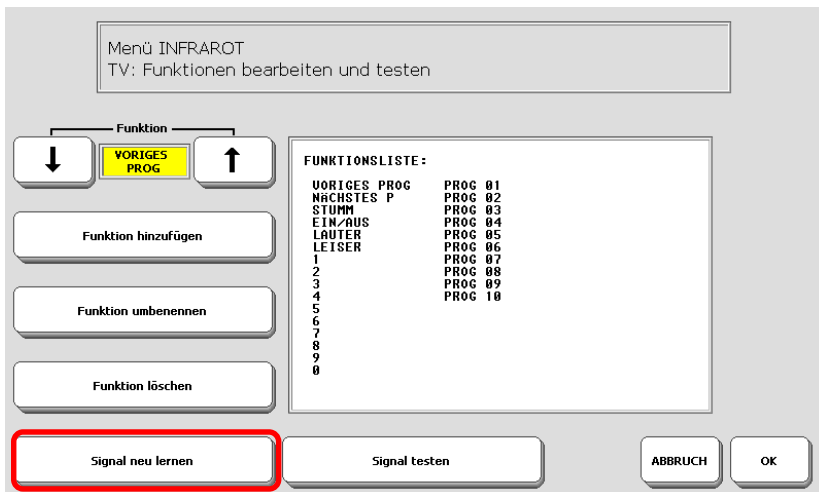 Menü INFRAROT
TV: Funktionen bearbeiten und testen
Funktion
VORIGES
PROG
Funktion hinzufügen
Funktion umbenennen
Funktion löschen
FUNKTIONSLISTE:
VORIGES PROG PROG 01
NäCHSTES P PROG 02
STUMM PROG 03
EIN/AUS PROG 04
LAUTER PROG 05
LEISER PROG 06
1 PROG 07
2 PROG 08
3 PROG 09
4 PROG 10
5
6
7
8
9
0
Signal neu lernen
Signal testen
ABBRUCH
OK